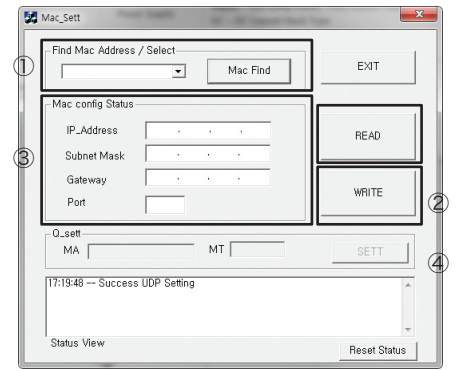 Mac_Sett
Find Mac Address / Select
①
Mac Find
EXIT
Mac config Status
IP_Address
READ
③
Subnet Mask
Gateway
WRITE
Port
②
Q_sett
MA
MT
SETT
④
17:19:48 -- Success UDP Setting
Status View
Reset Status